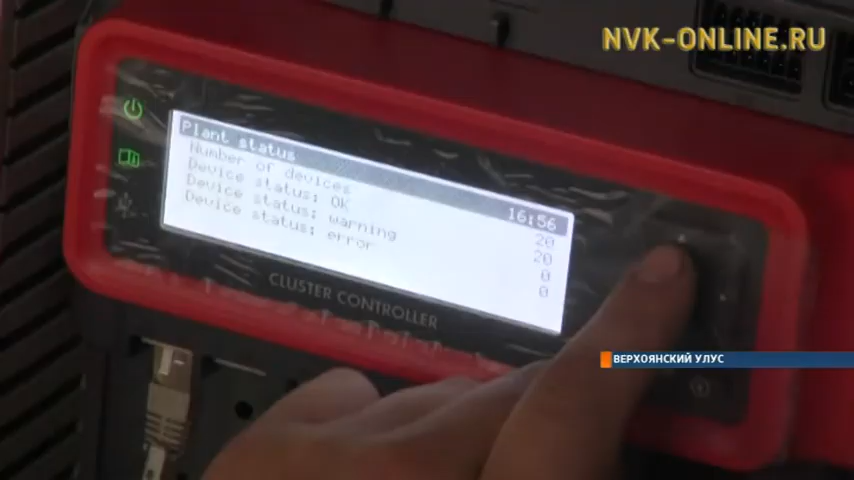 NVK-ONLINE.RU
Plant status 16:56
Number of devices 20
Device status: OK 20
Device status: warning 0
Device status: error 0
CLUSTER CONTROLLER
ВЕРХОЯНСКИЙ УЛУС